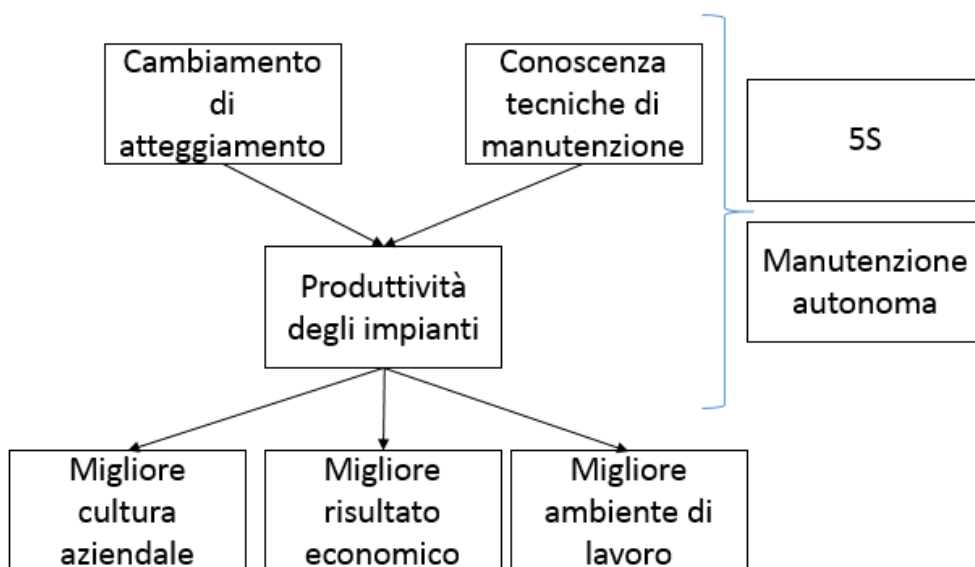 Cambiamento
di
atteggiamento
Conoscenza
tecniche di
manutenzione
5S
Manutenzione
autonoma
Produttività
degli impianti
Migliore
cultura
aziendale
Migliore
risultato
economico
Migliore
ambiente di
lavoro